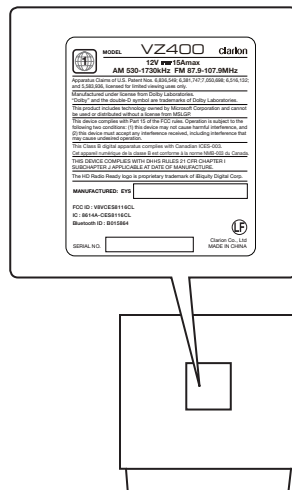 MODEL VZ400 clarion
12V 15Amax
AM 530-1730kHz FM 87.9-107.9MHz
Apparatus Claims of U.S. Patent Nos. 6,836,549; 6,381,747;7,050,698; 6,516,132;
and 5,583,936, licensed for limited viewing uses only.
Manufactured under license from Dolby Laboratories.
"Dolby" and the double-D symbol are trademarks of Dolby Laboratories.
This product includes technology owned by Microsoft Corporation and cannot
be used or distributed without a license from MSLGP.
This device complies with Part 15 of the FCC rules. Operation is subject to the
following two conditions: (1) this device may not cause harmful interference, and
(2) this device must accept any interference received, including interference that
may cause undesired operation.
This Class B digital apparatus complies with Canadian ICES-003.
Cet appareil numérique de la classe B est conforme à la norme NMB-003 du Canada.
THIS DEVICE COMPLIES WITH DHHS RULES 21 CFR CHAPTER I
SUBCHAPTER J APPLICABLE AT DATE OF MANUFACTURE.
The HD Radio Ready logo is proprietary trademark of iBiquity Digital Corp.
MANUFACTURED: EYS
FCC ID : V8VCES8116CL
IC : 8614A-CES8116CL
Bluetooth ID : B015864
LF
SERIAL NO.
Clarion Co., Ltd
MADE IN CHINA